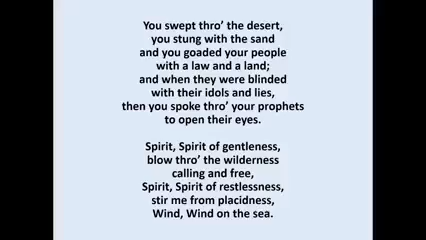 You swept thro’ the desert,
you stung with the sand
and you goaded your people
with a law and a land;
and when they were blinded
with their idols and lies,
then you spoke thro’ your prophets
to open their eyes.
Spirit, Spirit of gentleness,
blow thro’ the wilderness
calling and free,
Spirit, Spirit of restlessness,
stir me from placidness,
Wind, Wind on the sea.